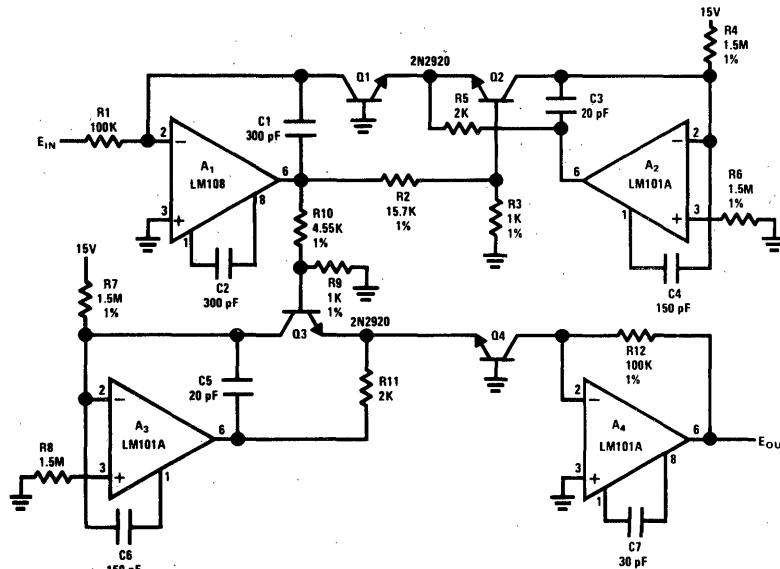 15V
R4
1.5M
1%
2N2920
Q1
Q2
R1
100K
C1
300 pF
R5
2K
C3
20 pF
EIN
2
−
A1
LM108
6
8
3
+
1
R2
15.7K
1%
R3
1K
1%
6
A2
LM101A
2
−
3
+
1
R6
1.5M
1%
R10
4.55K
1%
C2
300 pF
C4
150 pF
15V
R7
1.5M
1%
R9
1K
1%
2N2920
Q3
Q4
C5
20 pF
R11
2K
R12
100K
1%
2
−
A3
LM101A
6
3
+
1
R8
1.5M
2
−
A4
LM101A
6
8
3
+
1
EOU
C6
150 pF
C7
30 pF